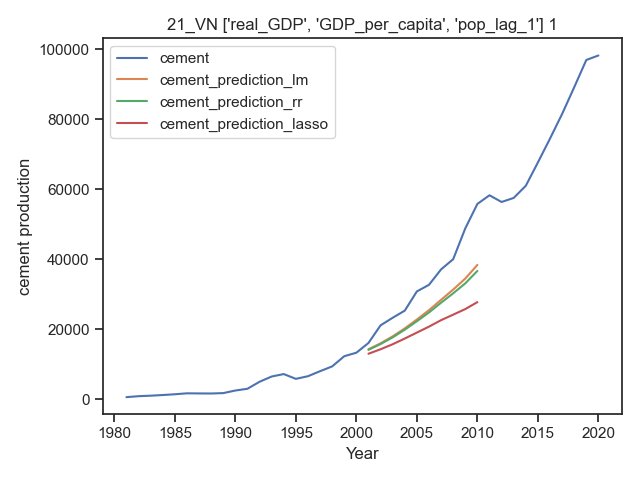 21_VN ['real_GDP', 'GDP_per_capita', 'pop_lag_1'] 1
100000
80000
60000
40000
20000
0
cement production
cement
cement_prediction_lm
cement_prediction_rr
cement_prediction_lasso
1980 1985 1990 1995 2000 2005 2010 2015 2020
Year